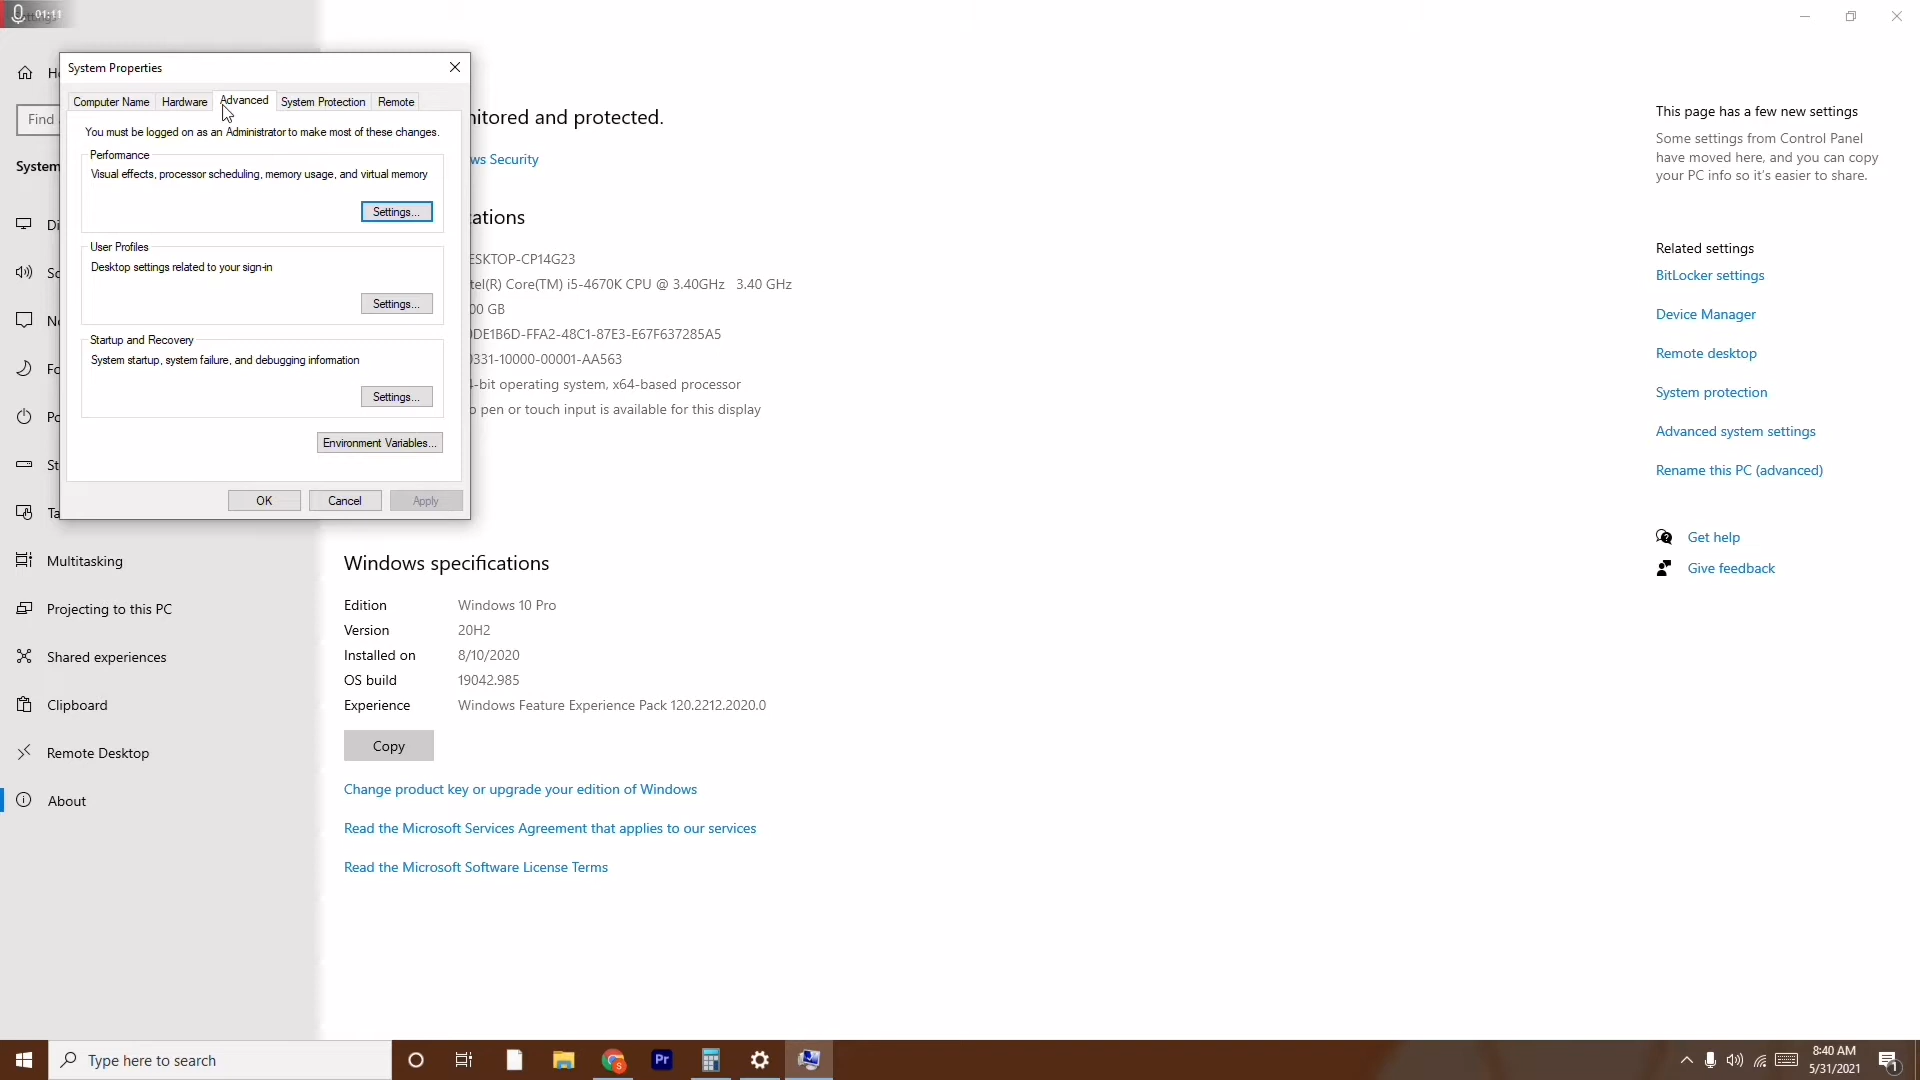 01:11
System Properties
Computer Name
Hardware
Advanced
System Protection
Remote
You must be logged on as an Administrator to make most of these changes.
Performance
Visual effects, processor scheduling, memory usage, and virtual memory
Settings...
User Profiles
Desktop settings related to your sign-in
Settings...
Startup and Recovery
System startup, system failure, and debugging information
Settings...
Environment Variables...
OK
Cancel
Apply
Find
System
Multitasking
Projecting to this PC
Shared experiences
Clipboard
Remote Desktop
About
nitored and protected.
ws Security
cations
ESKTOP-CP14G23
tel(R) Core(TM) i5-4670K CPU @ 3.40GHz 3.40 GHz
00 GB
DE1B6D-FFA2-48C1-87E3-E67F637285A5
0331-10000-00001-AA563
4-bit operating system, x64-based processor
o pen or touch input is available for this display
Windows specifications
Edition Windows 10 Pro
Version 20H2
Installed on 8/10/2020
OS build 19042.985
Experience Windows Feature Experience Pack 120.2212.2020.0
Copy
Change product key or upgrade your edition of Windows
Read the Microsoft Services Agreement that applies to our services
Read the Microsoft Software License Terms
This page has a few new settings
Some settings from Control Panel
have moved here, and you can copy
your PC info so it's easier to share.
Related settings
BitLocker settings
Device Manager
Remote desktop
System protection
Advanced system settings
Rename this PC (advanced)
Get help
Give feedback
Type here to search
Pr
8:40 AM
5/31/2021
1